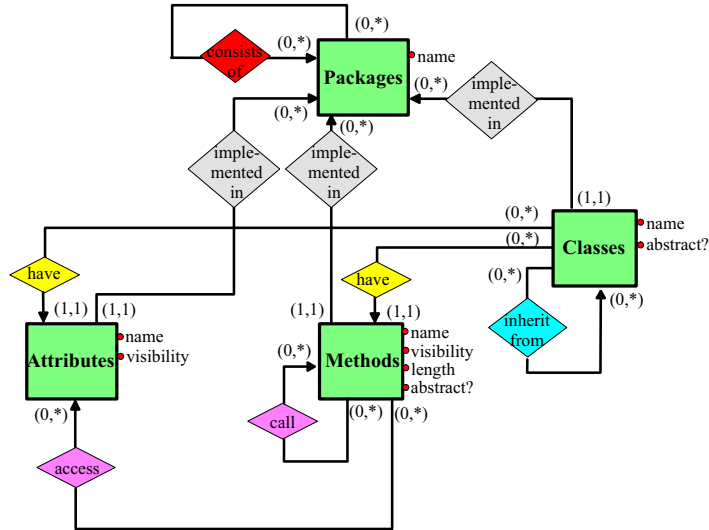 (0,*)
consists
of
(0,*)
Packages
name
(0,*)
(0,*)
(0,*)
imple-
mented
in
imple-
mented
in
imple-
mented
in
(1,1)
(0,*)
(0,*)
(0,*)
Classes
name
abstract?
(0,*)
inherit
from
have
have
(1,1)
(1,1)
Attributes
name
visibility
(1,1)
(1,1)
Methods
name
visibility
length
abstract?
(0,*)
(0,*)
(0,*)
call
(0,*)
access